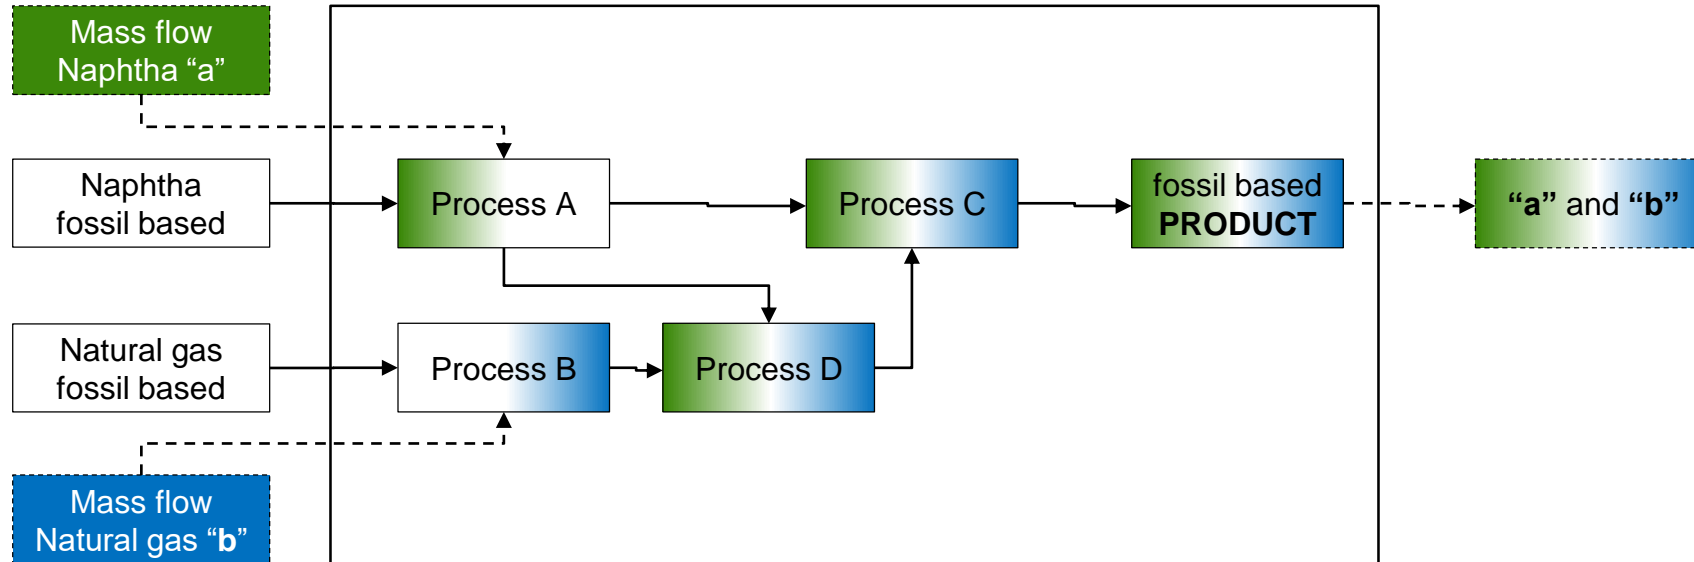 Mass flow
Naphtha “a”
Naphtha
fossil based
Process A
Process C
fossil based
PRODUCT
“a” and “b”
Natural gas
fossil based
Process B
Process D
Mass flow
Natural gas “b”